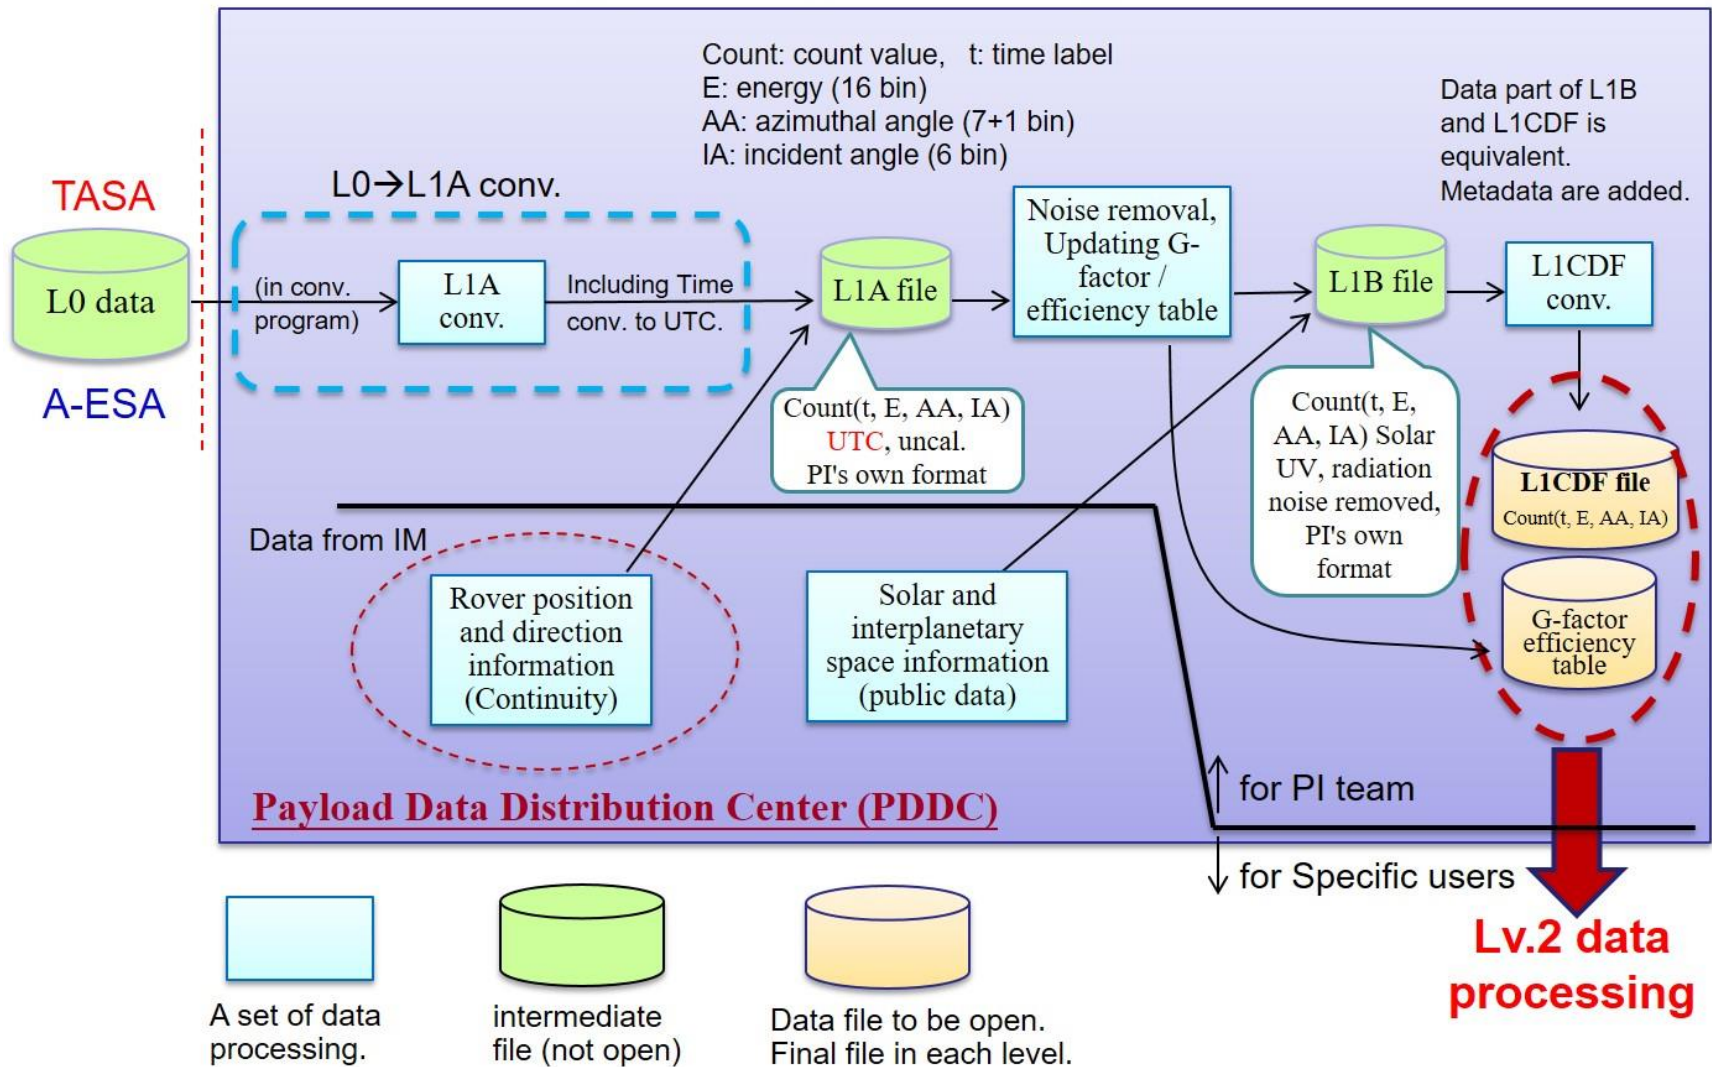 Count: count value,   t: time label
E: energy (16 bin)
AA: azimuthal angle (7+1 bin)
IA: incident angle (6 bin)
Data part of L1B
and L1CDF is
equivalent.
Metadata are added.
TASA
L0 data
A-ESA
L0→L1A conv.
(in conv.
program)
L1A
conv.
Including Time
conv. to UTC.
L1A file
Noise removal,
Updating G-
factor /
efficiency table
L1B file
L1CDF
conv.
Count(t, E, AA, IA)
UTC, uncal.
PI's own format
Count(t, E,
AA, IA) Solar
UV, radiation
noise removed,
PI's own
format
L1CDF file
Count(t, E, AA, IA)
G-factor
efficiency
table
Data from IM
Rover position
and direction
information
(Continuity)
Solar and
interplanetary
space information
(public data)
Payload Data Distribution Center (PDDC)
for PI team
for Specific users
Lv.2 data
processing
A set of data
processing.
intermediate
file (not open)
Data file to be open.
Final file in each level.